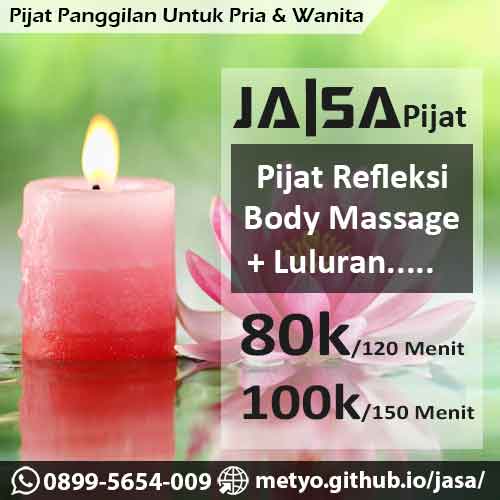 Pijat Panggilan Untuk Pria & Wanita
JA|SA Pijat
Pijat Refleksi
Body Massage
+ Luluran.....
80k/120 Menit
100k/150 Menit
0899-5654-009 metyo.github.io/jasa/